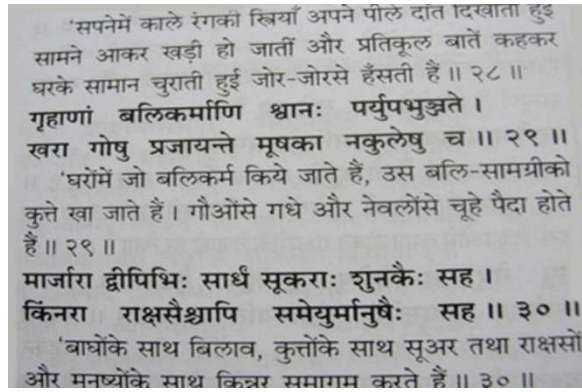 'सपनेमें काले रंगकी स्त्रियाँ अपने पीले दाँत दिखाती हुई
सामने आकर खड़ी हो जातीं और प्रतिकूल बातें कहकर
घरके सामान चुराती हुई जोर-जोरसे हँसती हैं॥ २८॥
गृहाणां बलिकर्माणि श्वानः पर्युपभुञ्जते।
खरा गोषु प्रजायन्ते मूषका नकुलेषु च॥ २९॥
'घरोंमें जो बलिकर्म किये जाते हैं, उस बलि-सामग्रीको
कुत्ते खा जाते हैं। गौओंसे गधे और नेवलोंसे चूहे पैदा होते
हैं॥ २९॥
मार्जारा द्वीपिभिः सार्धं सूकराः शुनकैः सह।
किंनरा राक्षसैश्चापि समेयुर्मानुषैः सह॥ ३०॥
'बाघोंके साथ बिलाव, कुत्तोंके साथ सूअर तथा राक्षसों
और मनुष्योंके साथ किन्नर समागम करते हैं॥ ३०॥